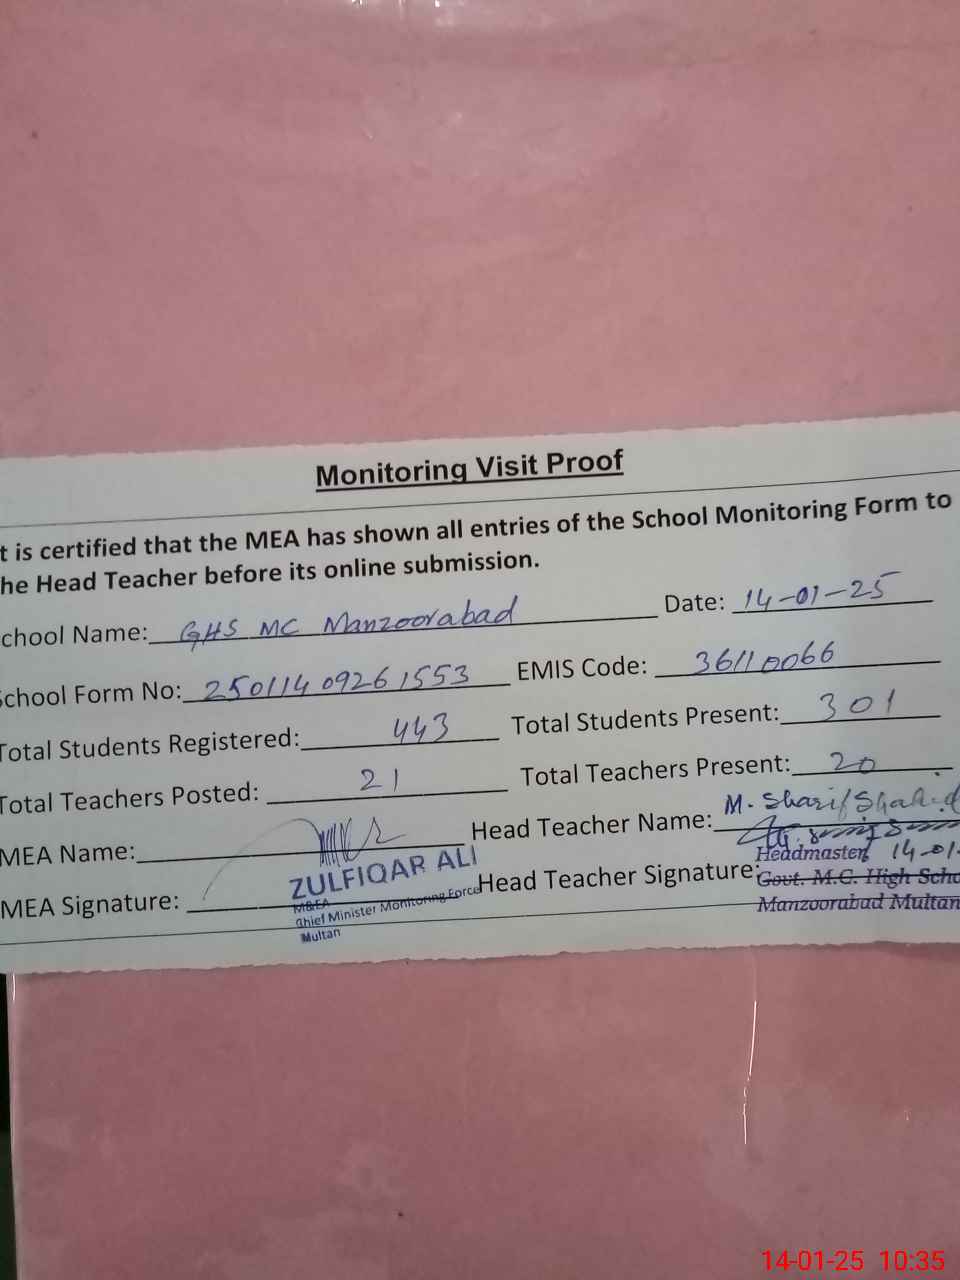 Monitoring Visit Proof
t is certified that the MEA has shown all entries of the School Monitoring Form to
he Head Teacher before its online submission.
chool Name: GHS MC Manzoorabad Date: 14-01-25
School Form No: 250114 09261553 EMIS Code: 36110066
Total Students Registered: 443 Total Students Present: 301
Total Teachers Posted: 21 Total Teachers Present: 20
MEA Name: Head Teacher Name: M. Sharif Shahid
MEA Signature: Head Teacher Signature:
ZULFIQAR ALI
M&EA
Chief Minister Monitoring Force
Multan
Headmaster 14-01-
Govt. M.C. High Scho
Manzoorabad Multan
14-01-25 10:35